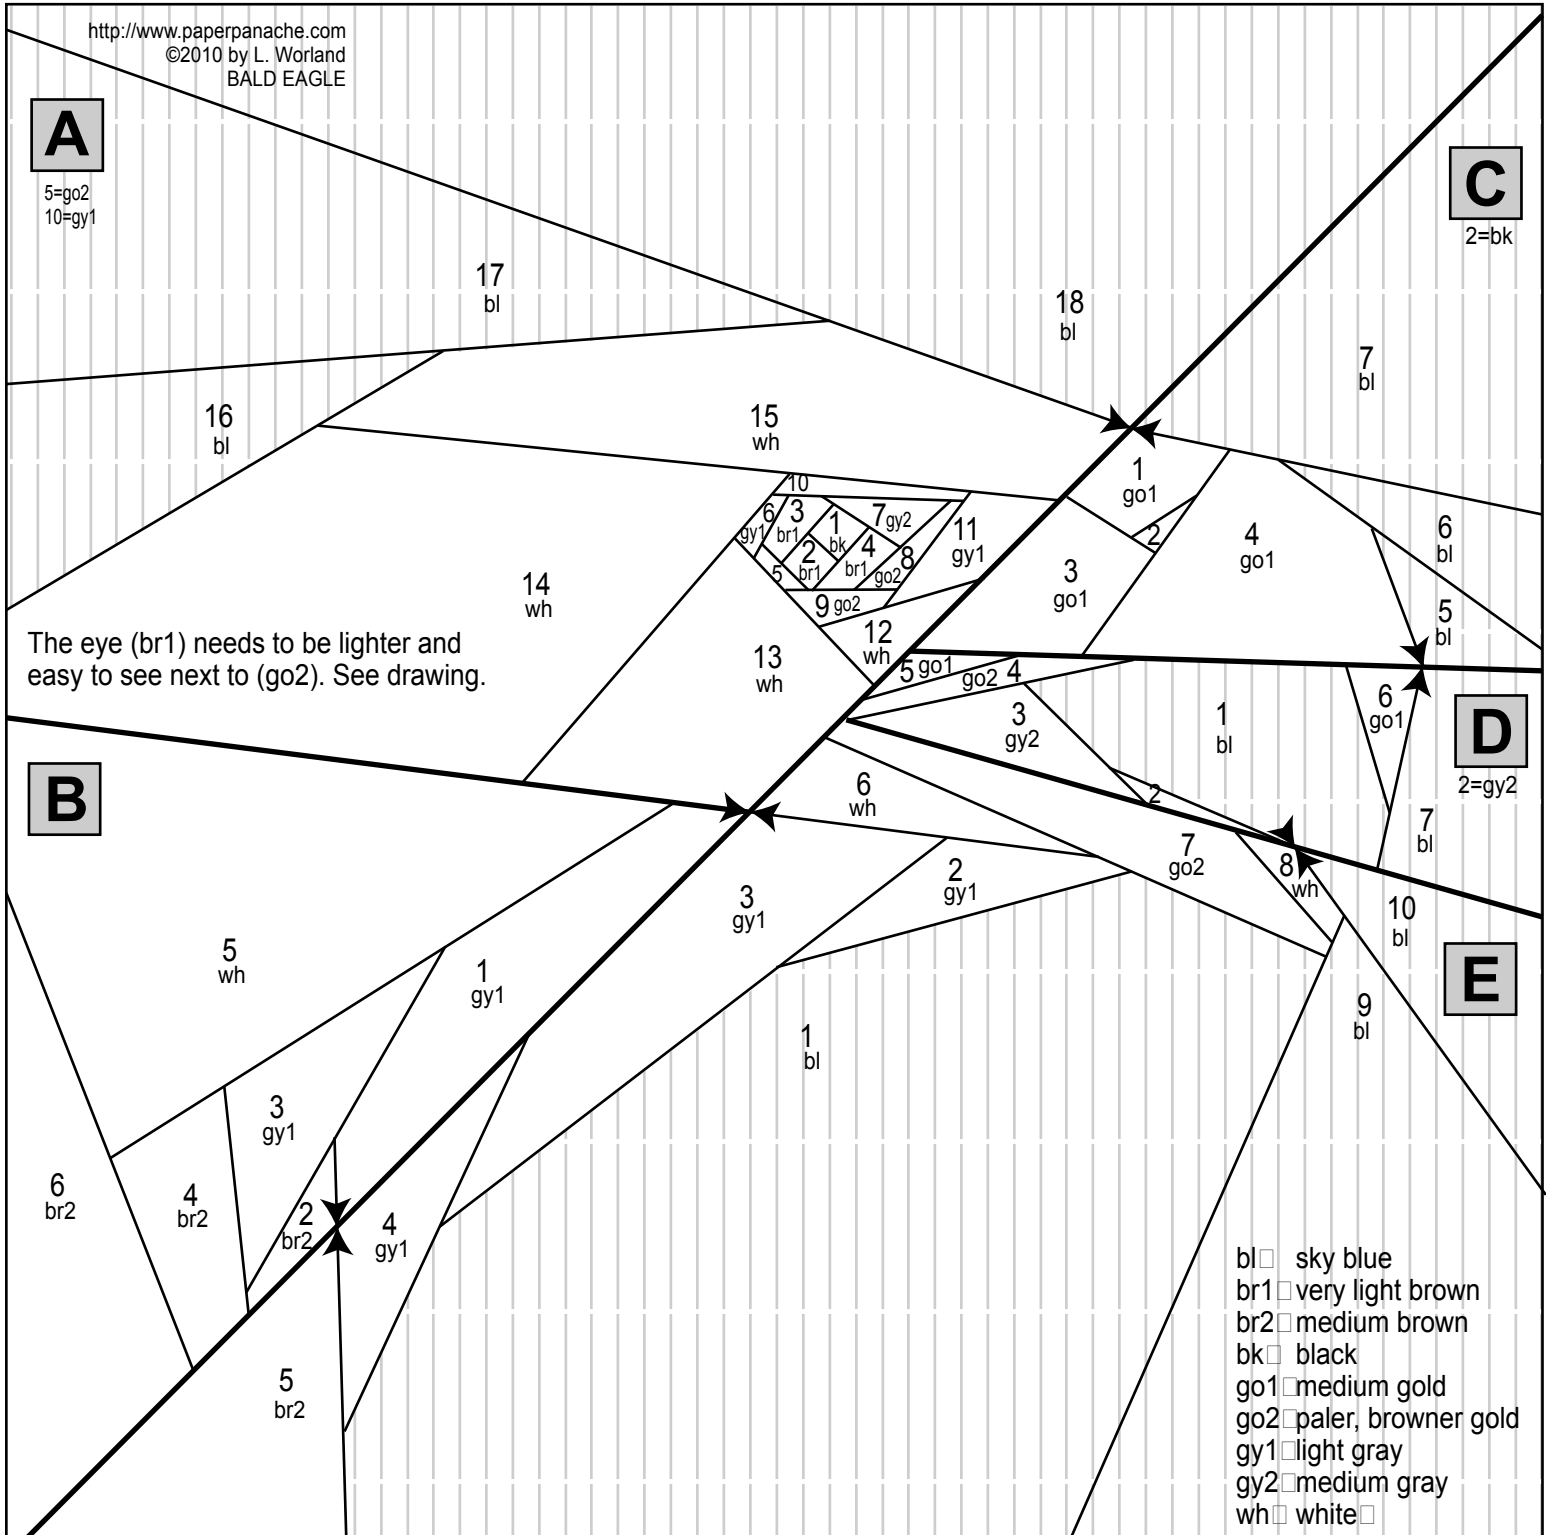 http://www.paperpanache.com
©2010 by L. Worland
BALD EAGLE
A
5=go2
10=gy1
C
2=bk
17
bl
18
bl
7
bl
16
bl
15
wh
14
wh
The eye (br1) needs to be lighter and
easy to see next to (go2). See drawing.
13
wh
10
6
gy1
3
br1
1
bk
7 gy2
2
br1
4
br1
8
go2
5
9 go2
11
gy1
12
wh
1
go1
2
3
go1
4
go1
6
bl
5
bl
5 go1
go2 4
3
gy2
1
bl
6
go1
D
2=gy2
2
7
bl
B
6
wh
7
go2
8
wh
10
bl
3
gy1
2
gy1
E
5
wh
1
gy1
1
bl
9
bl
3
gy1
6
br2
4
br2
2
br2
4
gy1
5
br2
bl sky blue
br1 very light brown
br2 medium brown
bk black
go1 medium gold
go2 paler, browner gold
gy1 light gray
gy2 medium gray
wh white